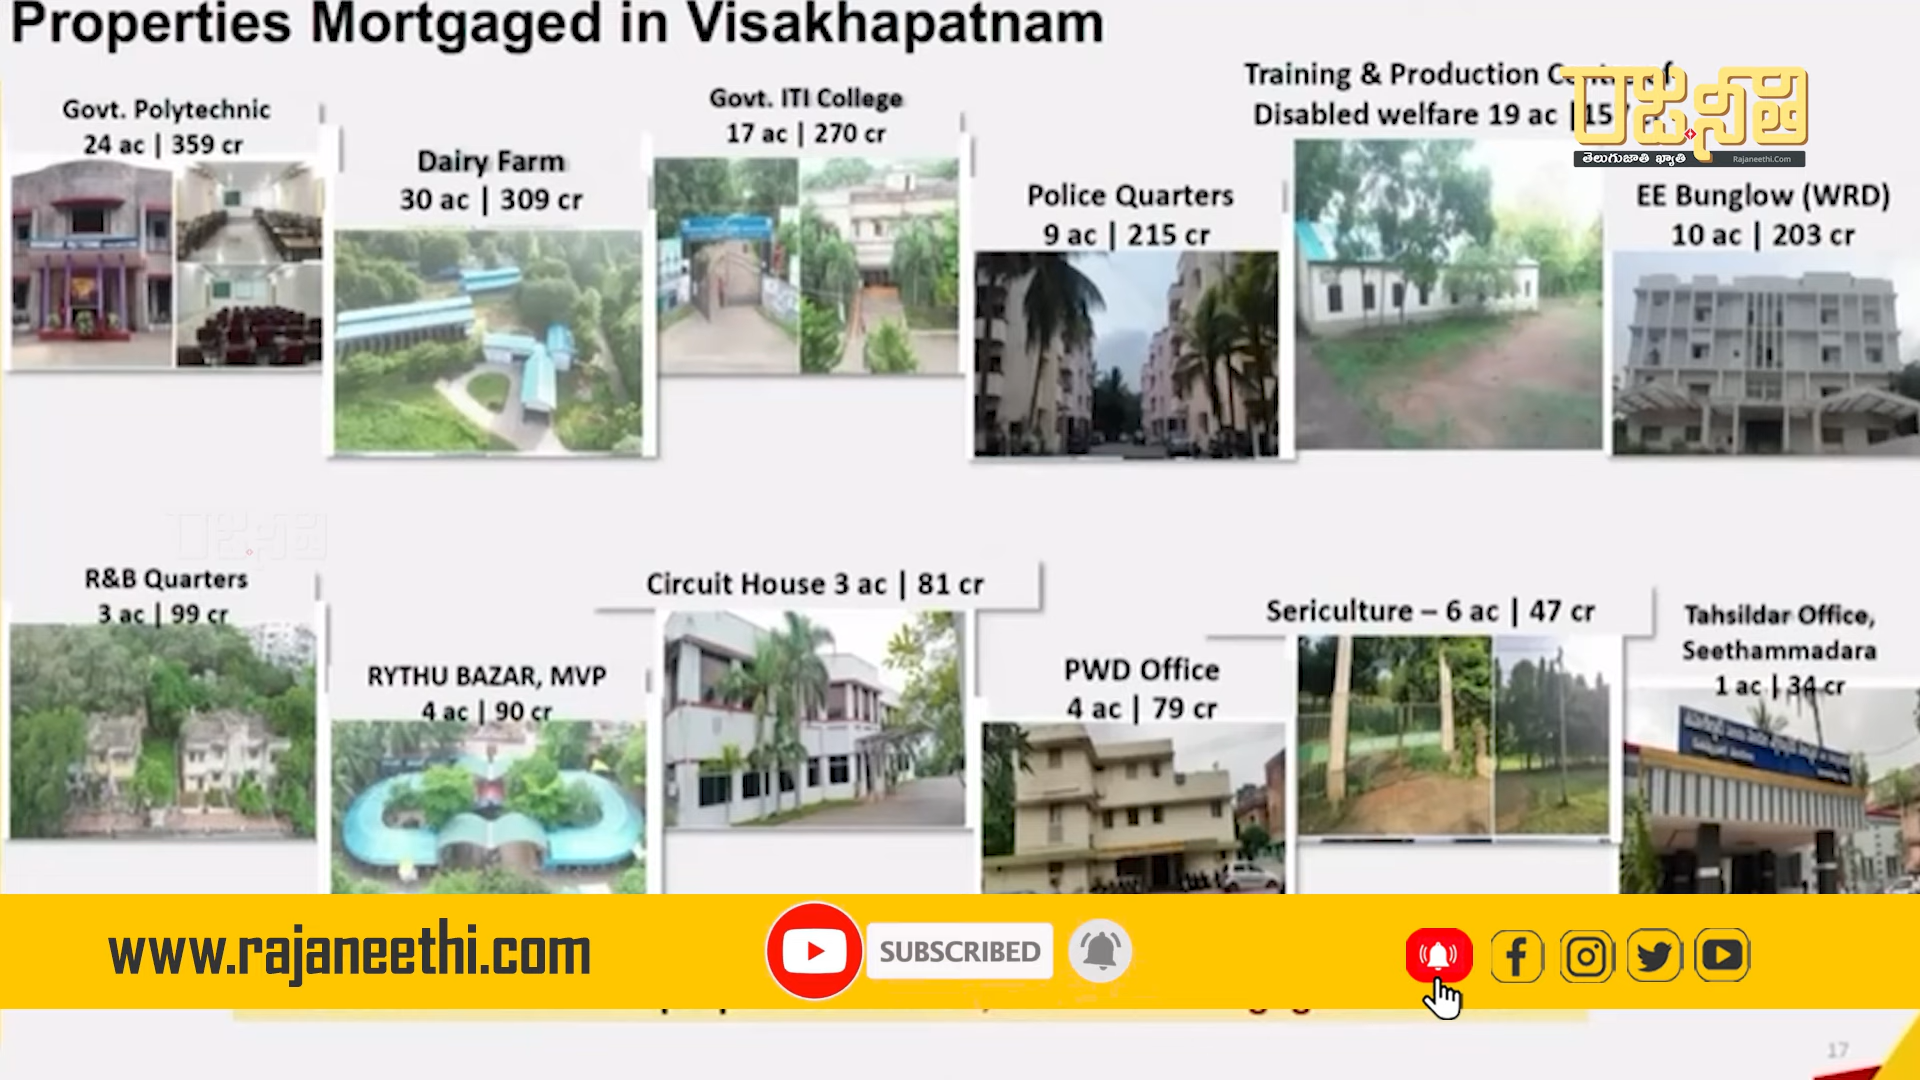 Properties Mortgaged in Visakhapatnam
Govt. Polytechnic
24 ac | 359 cr
Dairy Farm
30 ac | 309 cr
Govt. ITI College
17 ac | 270 cr
Police Quarters
9 ac | 215 cr
Training & Production
Disabled welfare 19 ac |
రాజనీతి
తెలుగుజాతి ఖ్యాతి
Rajaneethi.Com
EE Bunglow (WRD)
10 ac | 203 cr
R&B Quarters
3 ac | 99 cr
RYTHU BAZAR, MVP
4 ac | 90 cr
Circuit House 3 ac | 81 cr
PWD Office
4 ac | 79 cr
Sericulture – 6 ac | 47 cr
Tahsildar Office,
Seethammadara
1 ac | 34 cr
www.rajaneethi.com
SUBSCRIBED
17